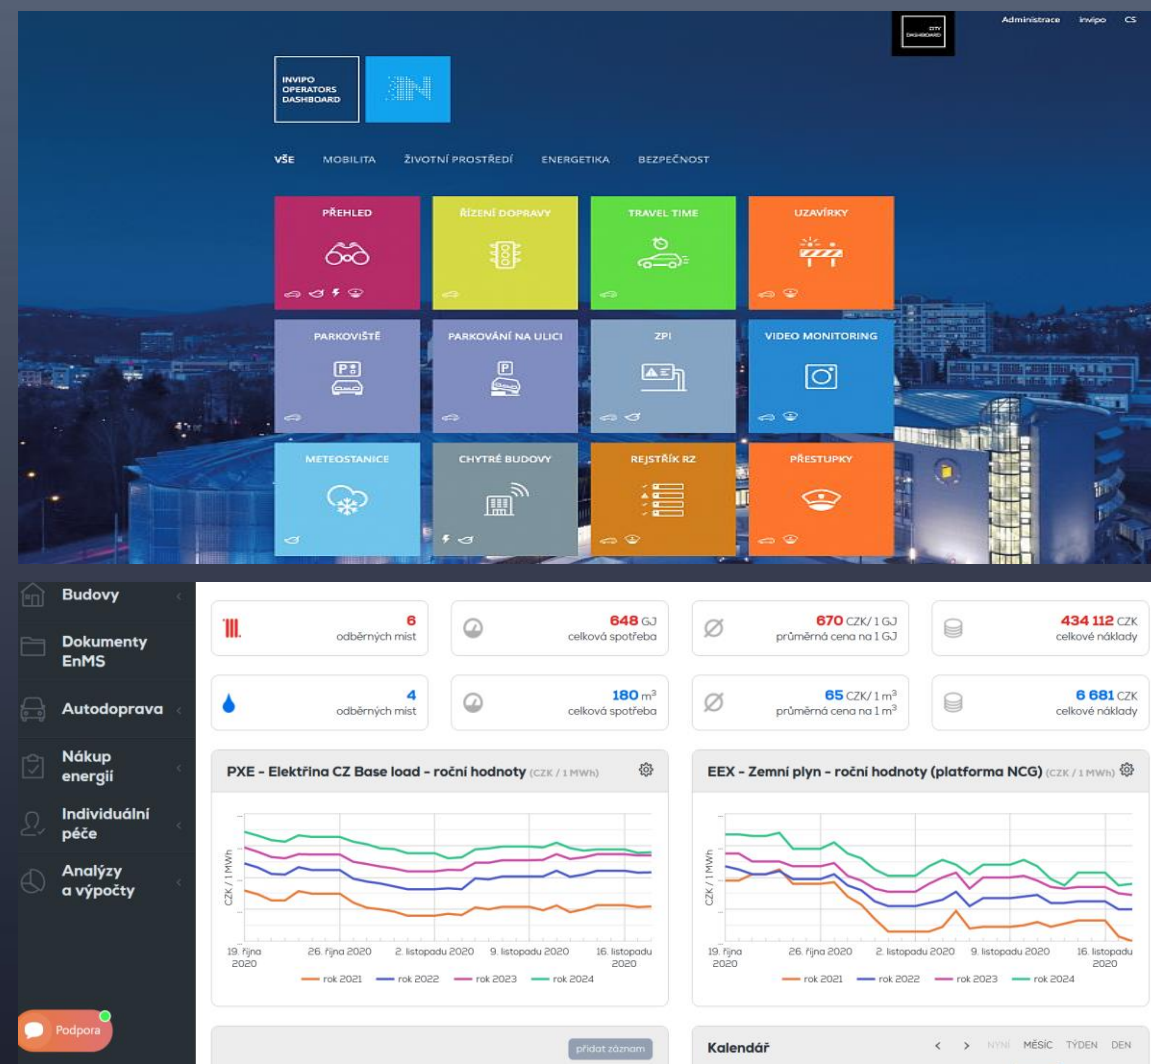 CITY
DASHBOARD
Administrace invipo CS
INVIPO
OPERATORS
DASHBOARD
IN
VŠE MOBILITA ŽIVOTNÍ PROSTŘEDÍ ENERGETIKA BEZPEČNOST
PŘEHLED ŘÍZENÍ DOPRAVY TRAVEL TIME UZAVÍRKY
PARKOVIŠTĚ PARKOVÁNÍ NA ULICI ZPI VIDEO MONITORING
METEOSTANICE CHYTRÉ BUDOVY REJSTŘÍK RZ PŘESTUPKY
Budovy
Dokumenty
EnMS
Autodoprava
Nákup
energií
Individuální
péče
Analýzy
a výpočty
Podpora
6 648 GJ 670 CZK/ 1 GJ 434 112 CZK
odběrných míst celková spotřeba průměrná cena na 1 GJ celkové náklady
4 180 m³ 65 CZK/ 1 m³ 6 681 CZK
odběrných míst celková spotřeba průměrná cena na 1 m³ celkové náklady
PXE - Elektřina CZ Base load - roční hodnoty (CZK / 1 MWh)
CZK / 1 MWh
19. října 26. října 2020 2. listopadu 2020 9. listopadu 2020 16. listopadu
2020 2020
rok 2021 rok 2022 rok 2023 rok 2024
EEX - Zemní plyn - roční hodnoty (platforma NCG) (CZK / 1 MWh)
CZK / 1 MWh
19. října 26. října 2020 2. listopadu 2020 9. listopadu 2020 16. listopadu
2020 2020
rok 2021 rok 2022 rok 2023 rok 2024
přidat záznam
Kalendář < > NYNÍ MĚSÍC TÝDEN DEN